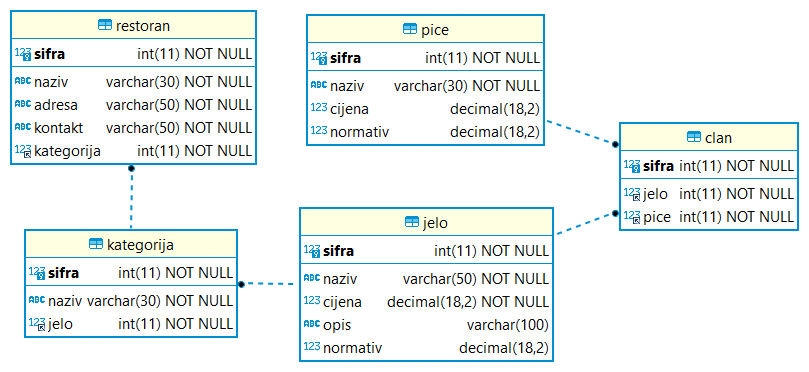 restoran
123 sifra int(11) NOT NULL
ABC naziv varchar(30) NOT NULL
ABC adresa varchar(50) NOT NULL
ABC kontakt varchar(50) NOT NULL
123 kategorija int(11) NOT NULL
pice
123 sifra int(11) NOT NULL
ABC naziv varchar(30) NOT NULL
123 cijena decimal(18,2)
123 normativ decimal(18,2)
clan
123 sifra int(11) NOT NULL
123 jelo int(11) NOT NULL
123 pice int(11) NOT NULL
kategorija
123 sifra int(11) NOT NULL
ABC naziv varchar(30) NOT NULL
123 jelo int(11) NOT NULL
jelo
123 sifra int(11) NOT NULL
ABC naziv varchar(50) NOT NULL
123 cijena decimal(18,2) NOT NULL
ABC opis varchar(100)
123 normativ decimal(18,2)